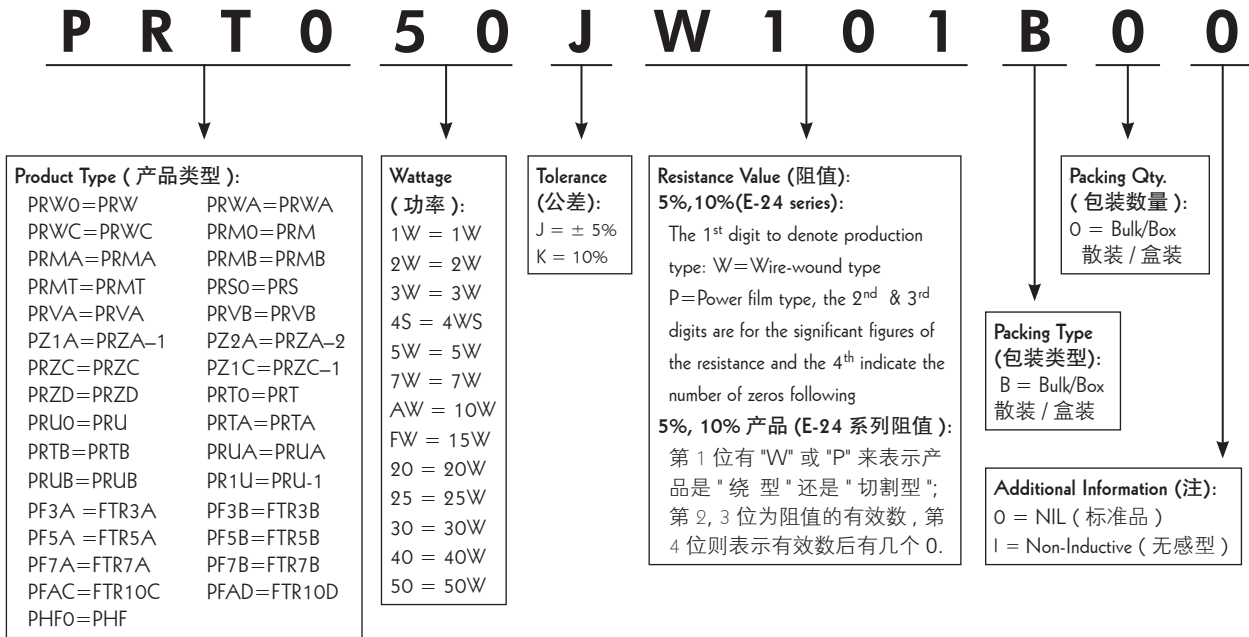 P R T 0 5 0 J W 1 0 1 B 0 0
Product Type ( 产品类型 ):
PRW0=PRW PRWA=PRWA
PRWC=PRWC PRM0=PRM
PRMA=PRMA PRMB=PRMB
PRMT=PRMT PRS0=PRS
PRVA=PRVA PRVB=PRVB
PZ1A=PRZA–1 PZ2A=PRZA–2
PRZC=PRZC PZ1C=PRZC–1
PRZD=PRZD PRT0=PRT
PRU0=PRU PRTA=PRTA
PRTB=PRTB PRUA=PRUA
PRUB=PRUB PR1U=PRU-1
PF3A =FTR3A PF3B=FTR3B
PF5A =FTR5A PF5B=FTR5B
PF7A=FTR7A PF7B=FTR7B
PFAC=FTR10C PFAD=FTR10D
PHF0=PHF
Wattage
( 功率 ):
1W = 1W
2W = 2W
3W = 3W
4S = 4WS
5W = 5W
7W = 7W
AW = 10W
FW = 15W
20 = 20W
25 = 25W
30 = 30W
40 = 40W
50 = 50W
Tolerance
(公差):
J = ± 5%
K = 10%
Resistance Value (阻值):
5%,10%(E-24 series):
The 1st digit to denote production
type: W=Wire-wound type
P=Power film type, the 2nd & 3rd
digits are for the significant figures of
the resistance and the 4th indicate the
number of zeros following
5%, 10% 产品 (E-24 系列阻值 ):
第 1 位有 "W" 或 "P" 来表示产
品是 " 绕 型 " 还是 " 切割型 ";
第 2, 3 位为阻值的有效数 , 第
4 位则表示有效数后有几个 0.
Packing Type
(包装类型):
B = Bulk/Box
散装 / 盒装
Packing Qty.
( 包装数量 ):
0 = Bulk/Box
散装 / 盒装
Additional Information (注):
0 = NIL ( 标准品 )
I = Non-Inductive ( 无感型 )